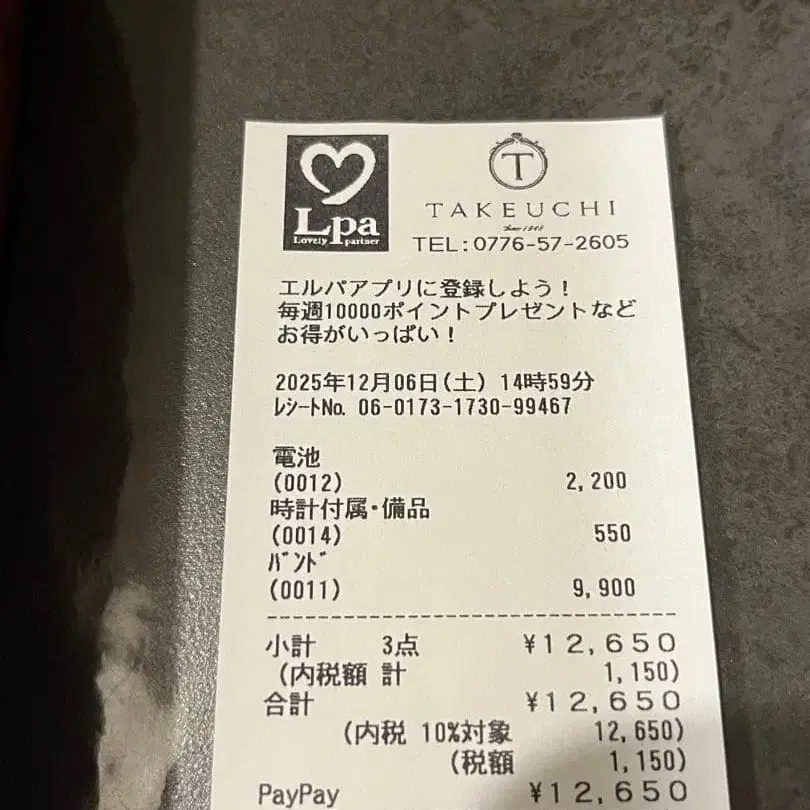 Lpa
Lovely partner
T
TAKEUCHI
Since 1948
TEL:0776-57-2605
エルパアプリに登録しよう！
毎週10000ポイントプレゼントなど
お得がいっぱい！
2025年12月06日(土) 14時59分
ﾚｼｰﾄNo. 06-0173-1730-99467
電池
(0012) 2,200
時計付属・備品
(0014) 550
ﾊﾞﾝﾄﾞ
(0011) 9,900
小計 3点 ¥12,650
(内税額 計 1,150)
合計 ¥12,650
(内税 10%対象 12,650)
(税額 1,150)
PayPay ¥12,650